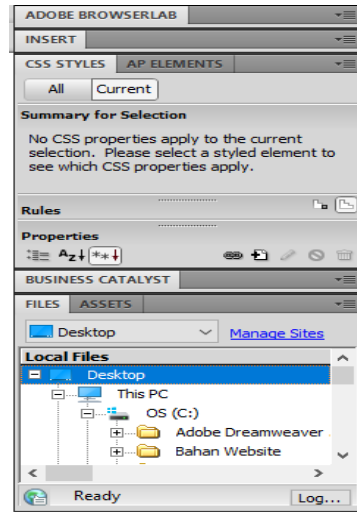 ADOBE BROWSERLAB
INSERT
CSS STYLES AP ELEMENTS
All Current
Summary for Selection
No CSS properties apply to the current
selection. Please select a styled element to
see which CSS properties apply.
Rules
Properties
Az **
BUSINESS CATALYST
FILES ASSETS
Desktop Manage Sites
Local Files
Desktop
This PC
OS (C:)
Adobe Dreamweaver
Bahan Website
Ready Log...